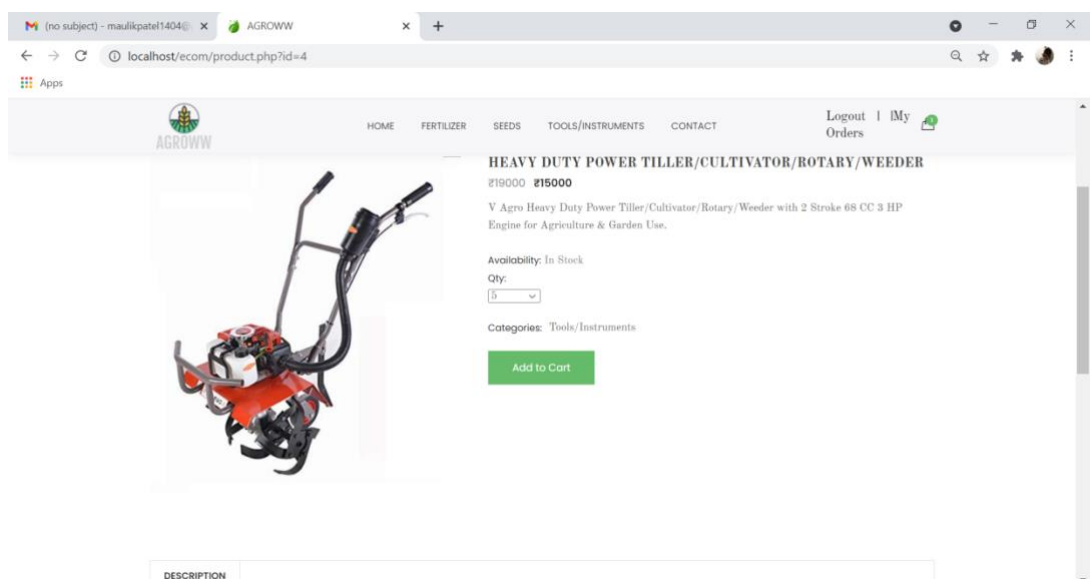 (no subject) - maulikpatel1404@
AGROWW
localhost/ecom/product.php?id=4
Apps
AGROWW
HOME FERTILIZER SEEDS TOOLS/INSTRUMENTS CONTACT
Logout | |My
Orders
HEAVY DUTY POWER TILLER/CULTIVATOR/ROTARY/WEEDER
₹19000 ₹15000
V Agro Heavy Duty Power Tiller/Cultivator/Rotary/Weeder with 2 Stroke 68 CC 3 HP
Engine for Agriculture & Garden Use.
Availability: In Stock
Qty:
5
Categories: Tools/Instruments
Add to Cart
DESCRIPTION